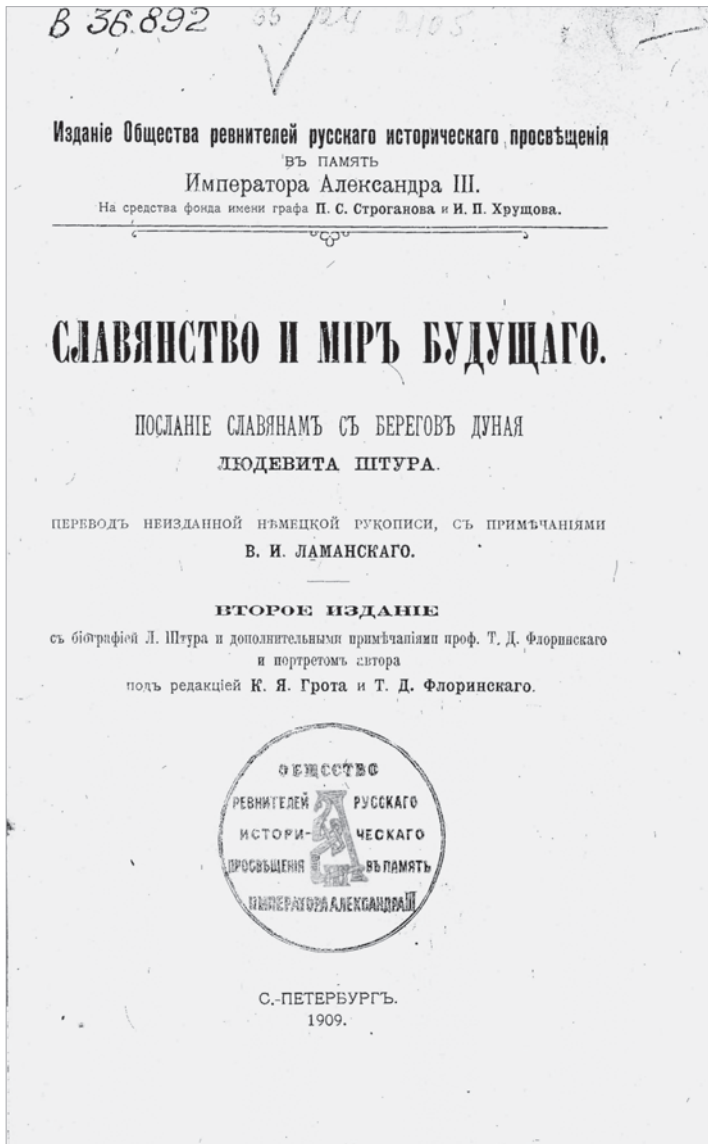 В 36.892
Изданіе Общества ревнителей русскаго историческаго просвѣщенія
ВЪ ПАМЯТЬ
Императора Александра III.
На средства фонда имени графа П. С. Строганова и И. П. Хрущова.
СЛАВЯНСТВО И МІРЪ БУДУЩАГО.
ПОСЛАНІЕ СЛАВЯНАМЪ СЪ БЕРЕГОВЪ ДУНАЯ
ЛЮДЕВИТА ШТУРА.
ПЕРЕВОДЪ НЕИЗДАННОЙ НѢМЕЦКОЙ РУКОПИСИ, СЪ ПРИМѢЧАНІЯМИ
В. И. ЛАМАНСКАГО.
ВТОРОЕ ИЗДАНІЕ
съ біографіей Л. Штура и дополнительными примѣчаніями проф. Т. Д. Флоринскаго
и портретомъ автора
подъ редакціей К. Я. Грота и Т. Д. Флоринскаго.
ОБЩЕСТВО
РЕВНИТЕЛЕЙ РУССКАГО
ИСТОРИ- ЧЕСКАГО
ПРОСВѢЩЕНІЯ ВЪ ПАМЯТЬ
ИМПЕРАТОРА АЛЕКСАНДРА III
С.-ПЕТЕРБУРГЪ.
1909.